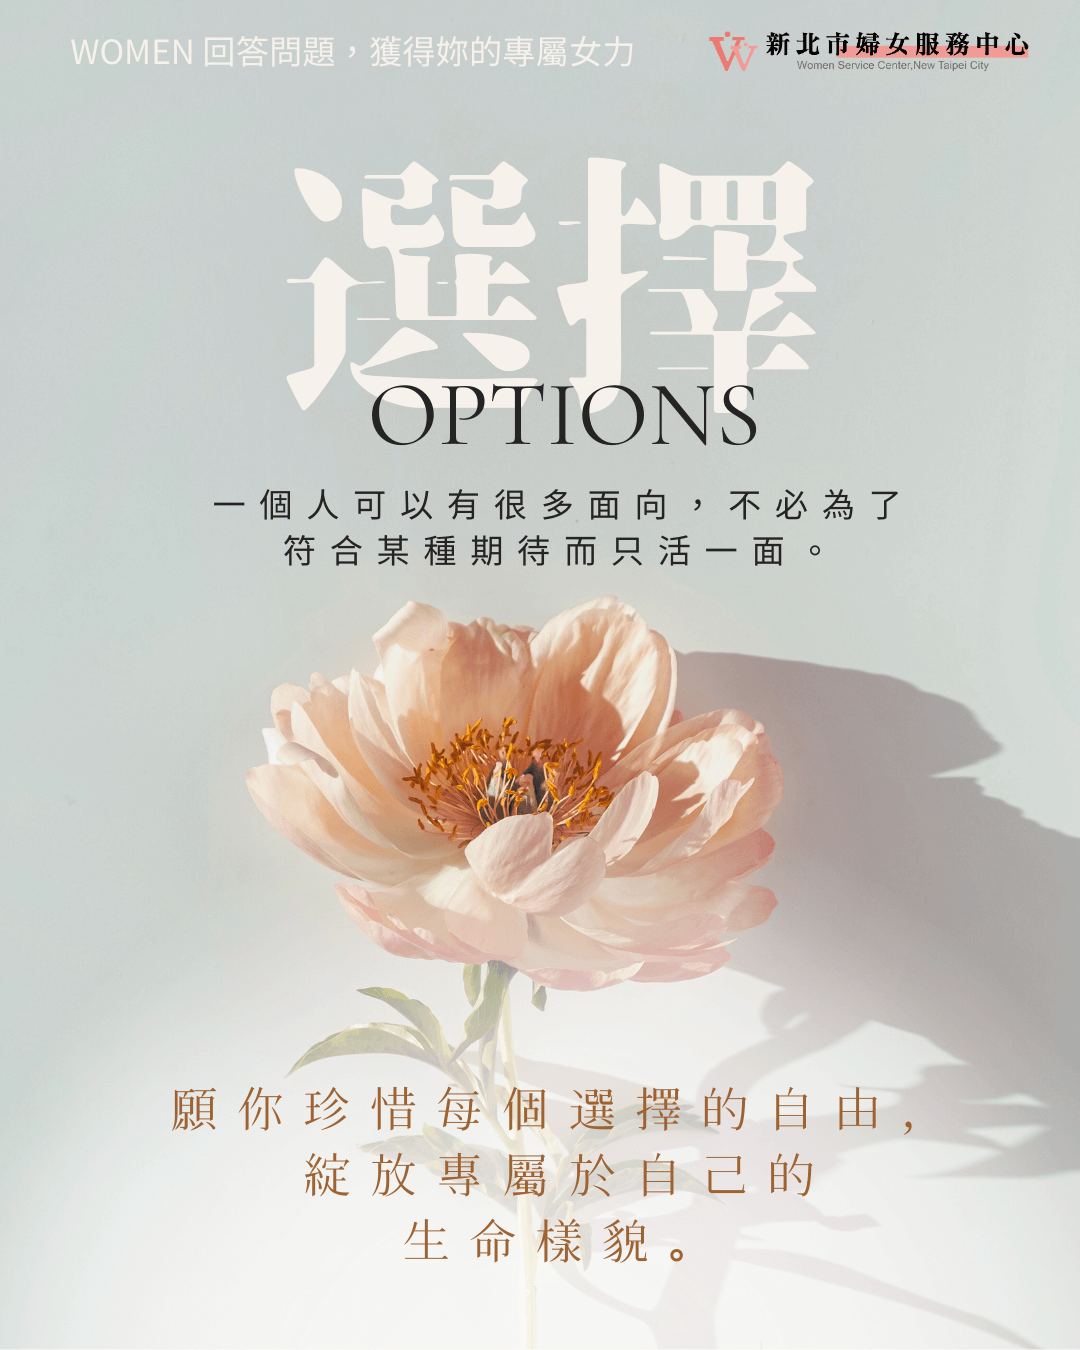 WOMEN 回答問題，獲得妳的專屬女力
新北市婦女服務中心
Women Service Center,New Taipei City
選擇
OPTIONS
一個人可以有很多面向，不必為了
符合某種期待而只活一面。
願你珍惜每個選擇的自由,
綻放專屬於自己的
生命樣貌。